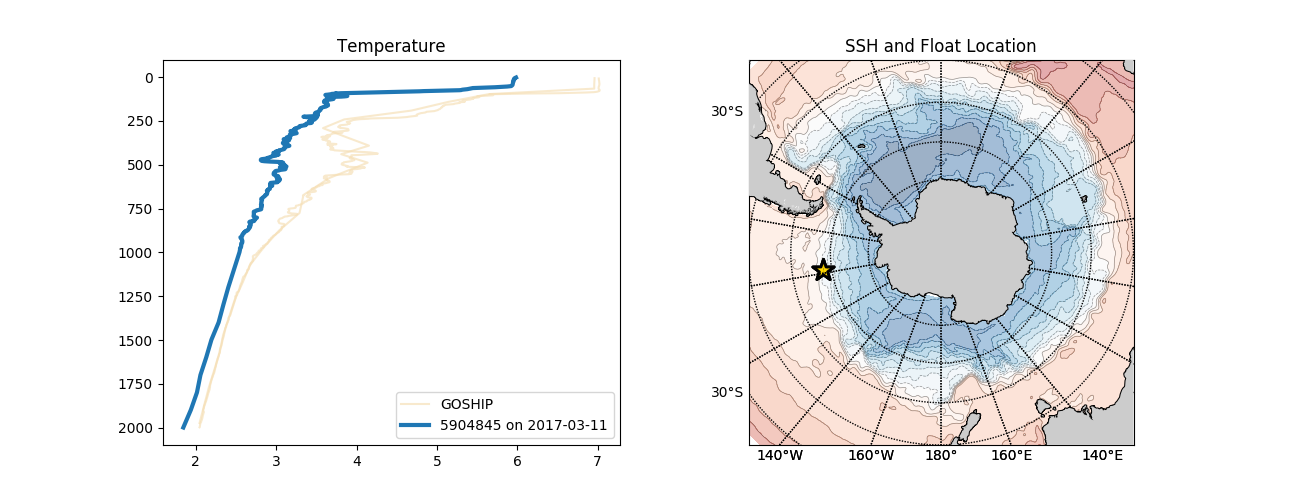 Temperature
0
250
500
750
1000
1250
1500
1750
2000
2
3
4
5
6
7
GOSHIP
5904845 on 2017-03-11
SSH and Float Location
30°S
30°S
140°W
160°W
180°
160°E
140°E